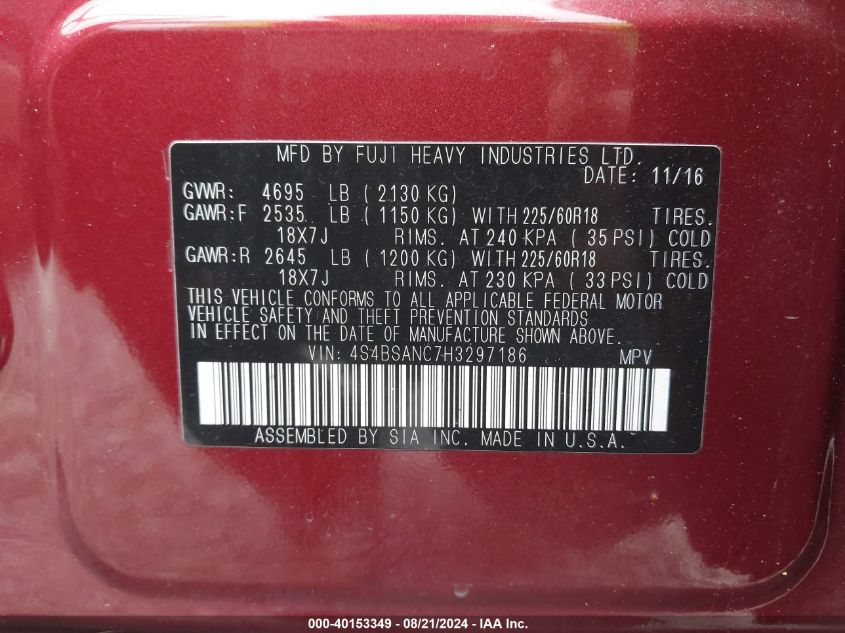 MFD BY FUJI HEAVY INDUSTRIES LTD.
DATE: 11/16
GVWR: 4695 LB ( 2130 KG)
GAWR:F 2535 LB ( 1150 KG) WITH 225/60R18 TIRES.
18X7J RIMS. AT 240 KPA ( 35 PSI) COLD
GAWR:R 2645 LB ( 1200 KG) WITH 225/60R18 TIRES.
18X7J RIMS. AT 230 KPA ( 33 PSI) COLD
THIS VEHICLE CONFORMS TO ALL APPLICABLE FEDERAL MOTOR
VEHICLE SAFETY AND THEFT PREVENTION STANDARDS
IN EFFECT ON THE DATE OF MANUFACTURE SHOWN ABOVE.
VIN: 4S4BSANC7H3297186 MPV
ASSEMBLED BY SIA INC. MADE IN U.S.A.
000-40153349 - 08/21/2024 - IAA Inc.